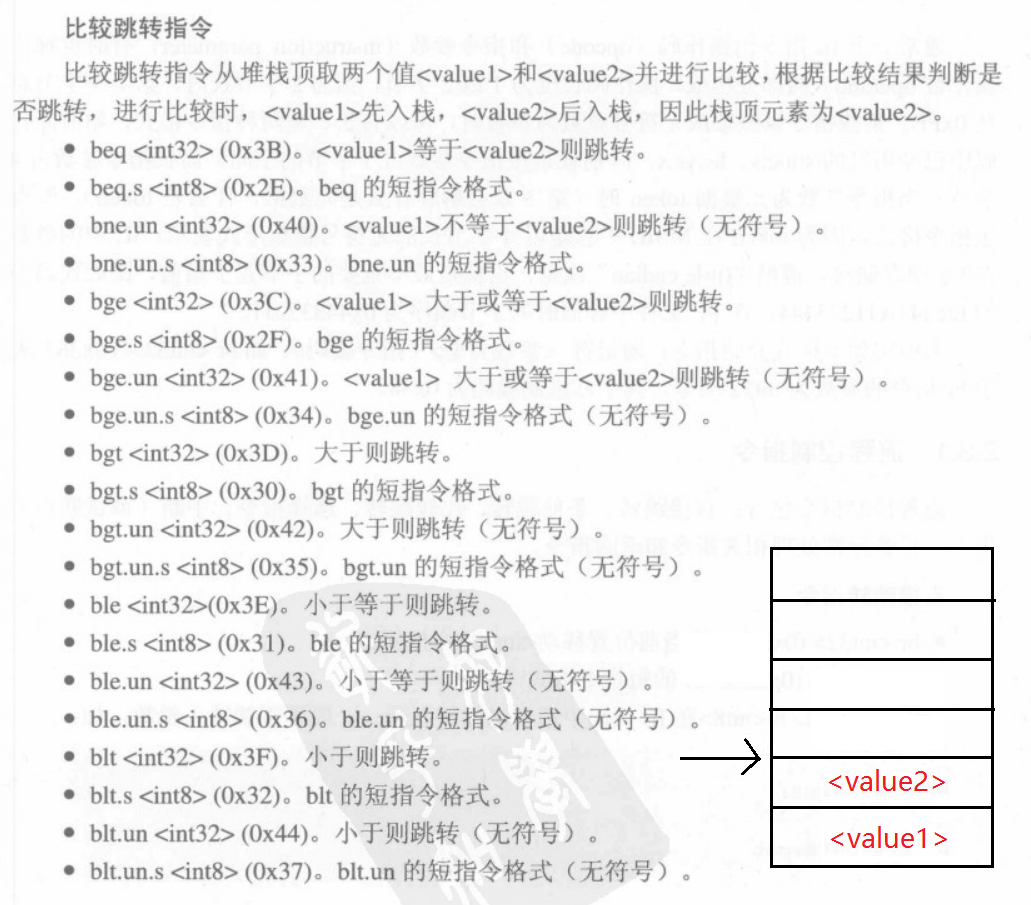 比较跳转指令
比较跳转指令从堆栈顶取两个值<value1>和<value2>并进行比较,根据比较结果判断是
否跳转，进行比较时，<value1>先入栈，<value2>后入栈，因此栈顶元素为<value2>。
• beq <int32> (0x3B)。<value1>等于<value2>则跳转。
• beq.s <int8> (0x2E)。beq 的短指令格式。
• bne.un <int32> (0x40)。<value1>不等于<value2>则跳转（无符号）。
• bne.un.s <int8> (0x33)。bne.un 的短指令格式。
• bge <int32> (0x3C)。<value1> 大于或等于<value2>则跳转。
• bge.s <int8> (0x2F)。bge 的短指令格式。
• bge.un <int32> (0x41)。<value1> 大于或等于<value2>则跳转（无符号）。
• bge.un.s <int8> (0x34)。bge.un 的短指令格式（无符号）。
• bgt <int32> (0x3D)。大于则跳转。
• bgt.s <int8> (0x30)。bgt 的短指令格式。
• bgt.un <int32> (0x42)。大于则跳转（无符号）。
• bgt.un.s <int8> (0x35)。bgt.un 的短指令格式（无符号）。
• ble <int32>(0x3E)。小于等于则跳转。
• ble.s <int8> (0x31)。ble 的短指令格式。
• ble.un <int32> (0x43)。小于等于则跳转（无符号）。
• ble.un.s <int8> (0x36)。ble.un 的短指令格式（无符号）。
• blt <int32> (0x3F)。小于则跳转。
• blt.s <int8> (0x32)。blt 的短指令格式。
• blt.un <int32> (0x44)。小于则跳转（无符号）。
• blt.un.s <int8> (0x37)。blt.un 的短指令格式（无符号）。
<value2>
<value1>